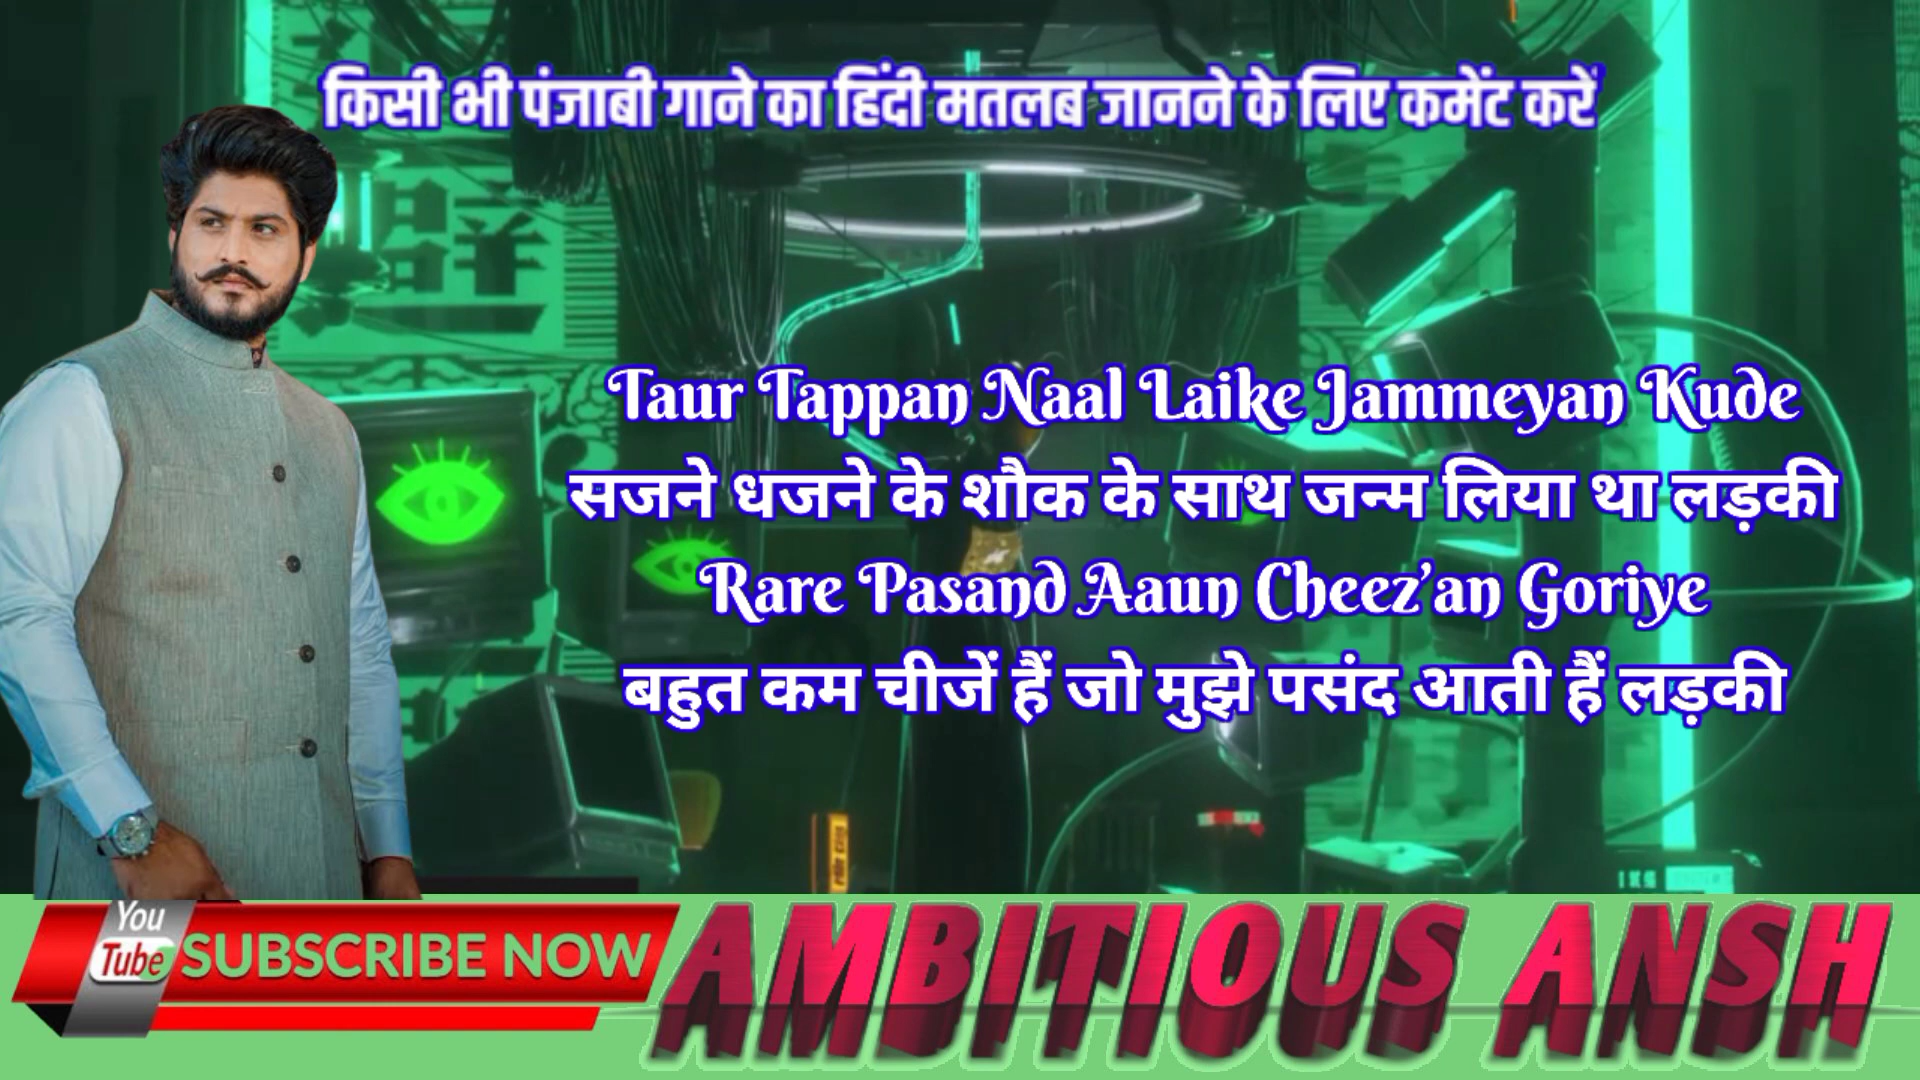 किसी भी पंजाबी गाने का हिंदी मतलब जानने के लिए कमेंट करें
Taur Tappan Naal Laike Jammeyan Kude
सजने धजने के शौक के साथ जन्म लिया था लड़की
Rare Pasand Aaun Cheez'an Goriye
बहुत कम चीजें हैं जो मुझे पसंद आती हैं लड़की
You Tube SUBSCRIBE NOW
AMBITIOUS ANSH